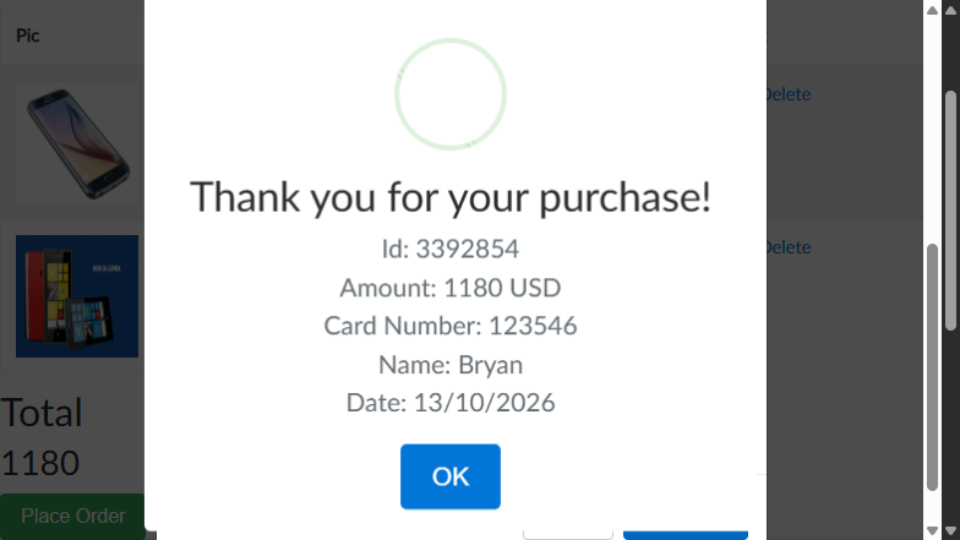 Pic
Delete
Thank you for your purchase!
Id: 3392854
Delete
Amount: 1180 USD
Card Number: 123546
Name: Bryan
Date: 13/10/2026
Total
1180
OK
Place Order